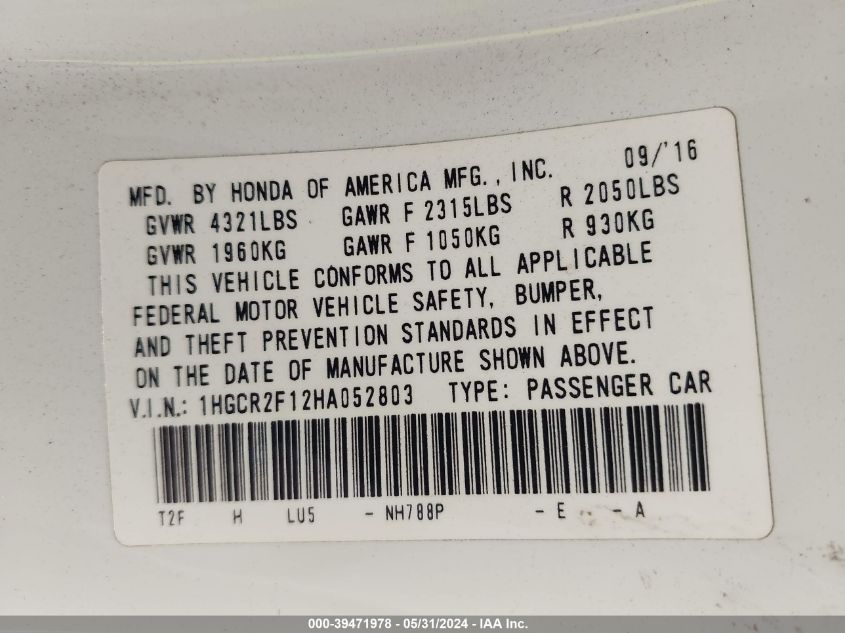 09/'16
MFD. BY HONDA OF AMERICA MFG., INC.
GVWR 4321LBS GAWR F 2315LBS R 2050LBS
GVWR 1960KG GAWR F 1050KG R 930KG
THIS VEHICLE CONFORMS TO ALL APPLICABLE
FEDERAL MOTOR VEHICLE SAFETY, BUMPER,
AND THEFT PREVENTION STANDARDS IN EFFECT
ON THE DATE OF MANUFACTURE SHOWN ABOVE.
V.I.N.: 1HGCR2F12HA052803 TYPE: PASSENGER CAR
T2F H LU5 - NH788P - E - A
000-39471978 - 05/31/2024 - IAA Inc.